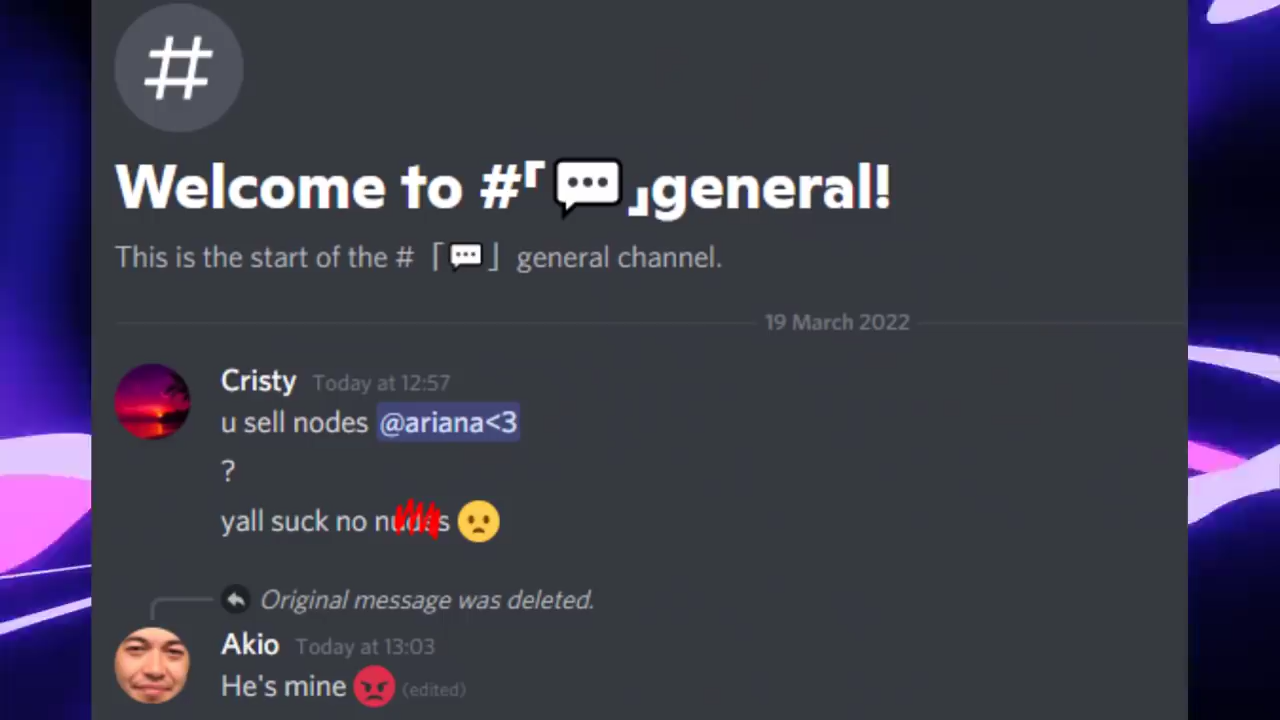 Welcome to #「💬」general!
This is the start of the # 「💬」 general channel.
19 March 2022
Cristy Today at 12:57
u sell nodes @ariana<3
?
yall suck no nudes 😟
Original message was deleted.
Akio Today at 13:03
He's mine 😡 (edited)